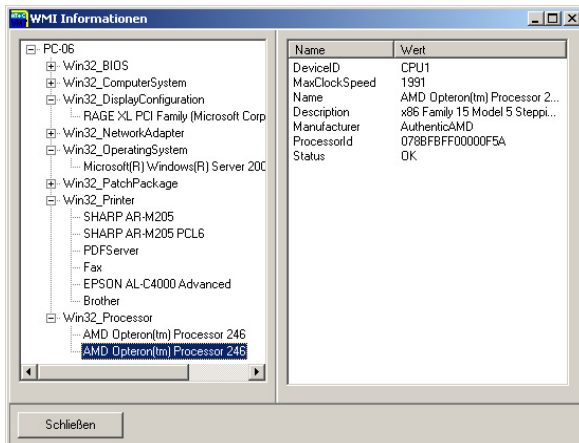 WMI Informationen
PC-06
Win32_BIOS
Win32_ComputerSystem
Win32_DisplayConfiguration
RAGE XL PCI Family (Microsoft Corp
Win32_NetworkAdapter
Win32_OperatingSystem
Microsoft(R) Windows(R) Server 200
Win32_PatchPackage
Win32_Printer
SHARP AR-M205
SHARP AR-M205 PCL6
PDFServer
Fax
EPSON AL-C4000 Advanced
Brother
Win32_Processor
AMD Opteron(tm) Processor 246
AMD Opteron(tm) Processor 246
Name Wert
DeviceID CPU1
MaxClockSpeed 1991
Name AMD Opteron(tm) Processor 2...
Description x86 Family 15 Model 5 Steppi...
Manufacturer AuthenticAMD
ProcessorId 078BFBFF00000F5A
Status OK
Schließen